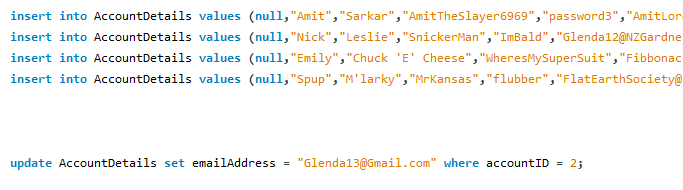 insert into AccountDetails values (null,"Amit","Sarkar","AmitTheSlayer6969","password3","AmitLor
insert into AccountDetails values (null,"Nick","Leslie","SnickerMan","ImBald","Glenda12@NZGardne
insert into AccountDetails values (null,"Emily","Chuck 'E' Cheese","WheresMySuperSuit","Fibbonac
insert into AccountDetails values (null,"Spup","M'larky","MrKansas","flubber","FlatEarthSociety@
update AccountDetails set emailAddress = "Glenda13@Gmail.com" where accountID = 2;